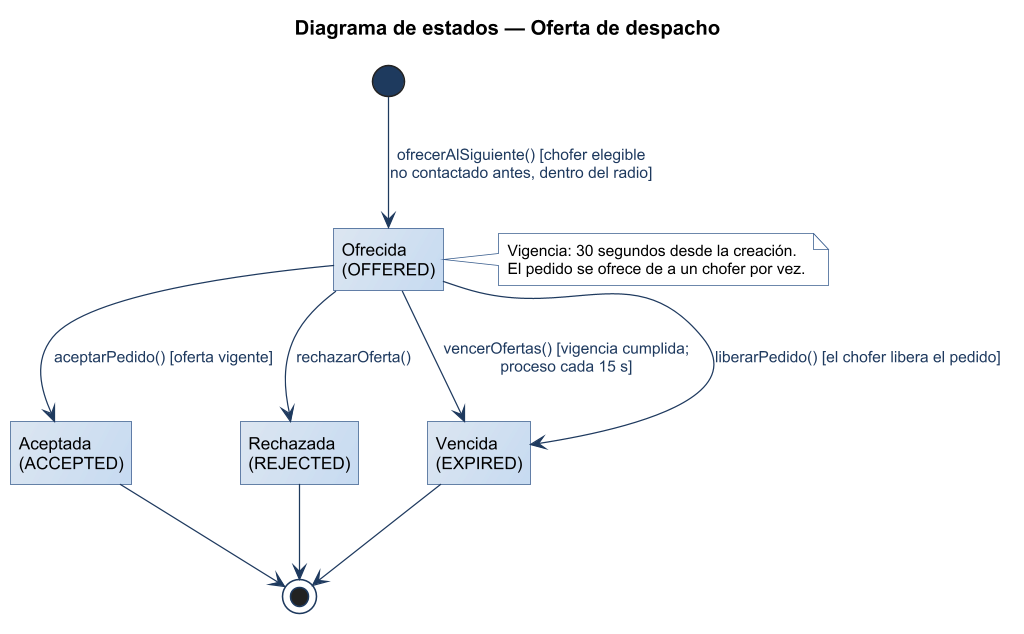 Diagrama de estados — Oferta de despacho
ofrecerAlSiguiente() [chofer elegible
no contactado antes, dentro del radio]
Ofrecida
(OFFERED)
Vigencia: 30 segundos desde la creación.
El pedido se ofrece de a un chofer por vez.
aceptarPedido() [oferta vigente]
rechazarOferta()
vencerOfertas() [vigencia cumplida;
proceso cada 15 s]
liberarPedido() [el chofer libera el pedido]
Aceptada
(ACCEPTED)
Rechazada
(REJECTED)
Vencida
(EXPIRED)